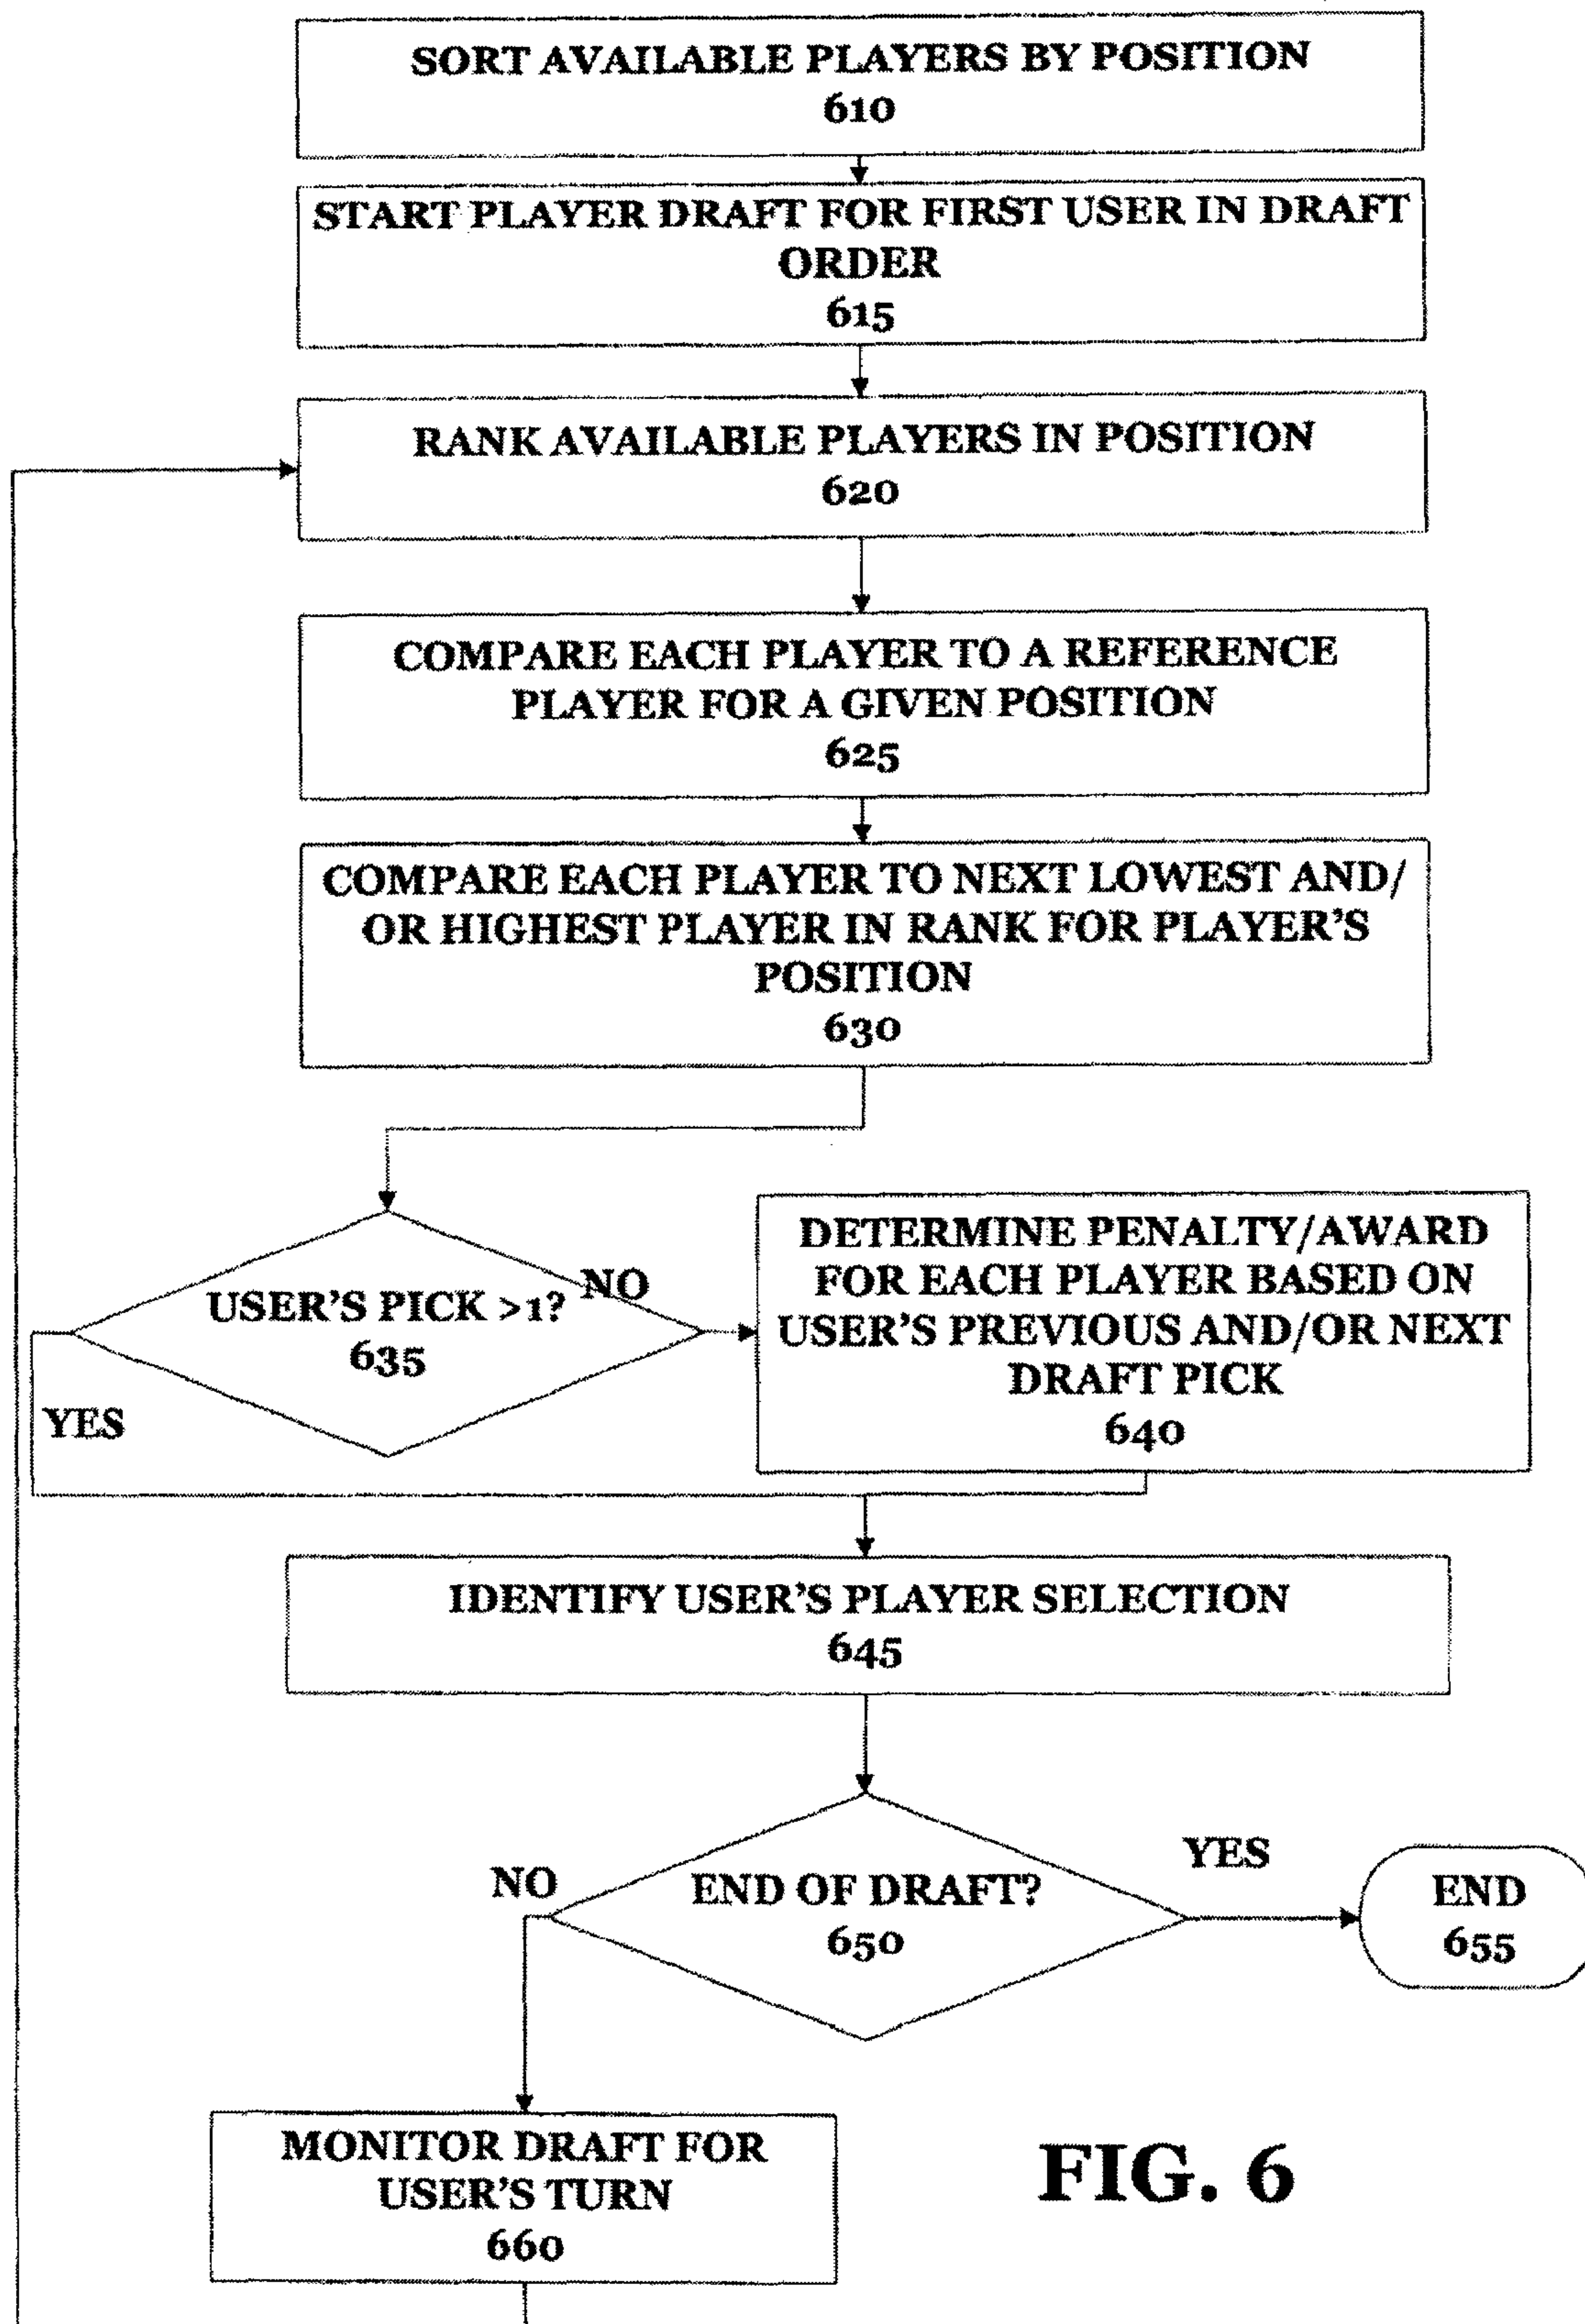 SORT AVAILABLE PLAYERS BY POSITION
610
START PLAYER DRAFT FOR FIRST USER IN DRAFT
ORDER
615
RANK AVAILABLE PLAYERS IN POSITION
620
COMPARE EACH PLAYER TO A REFERENCE
PLAYER FOR A GIVEN POSITION
625
COMPARE EACH PLAYER TO NEXT LOWEST AND/
OR HIGHEST PLAYER IN RANK FOR PLAYER'S
POSITION
630
USER'S PICK >1?
635
NO
YES
DETERMINE PENALTY/AWARD
FOR EACH PLAYER BASED ON
USER'S PREVIOUS AND/OR NEXT
DRAFT PICK
640
IDENTIFY USER'S PLAYER SELECTION
645
END OF DRAFT?
650
NO
YES
END
655
MONITOR DRAFT FOR
USER'S TURN
660
FIG. 6